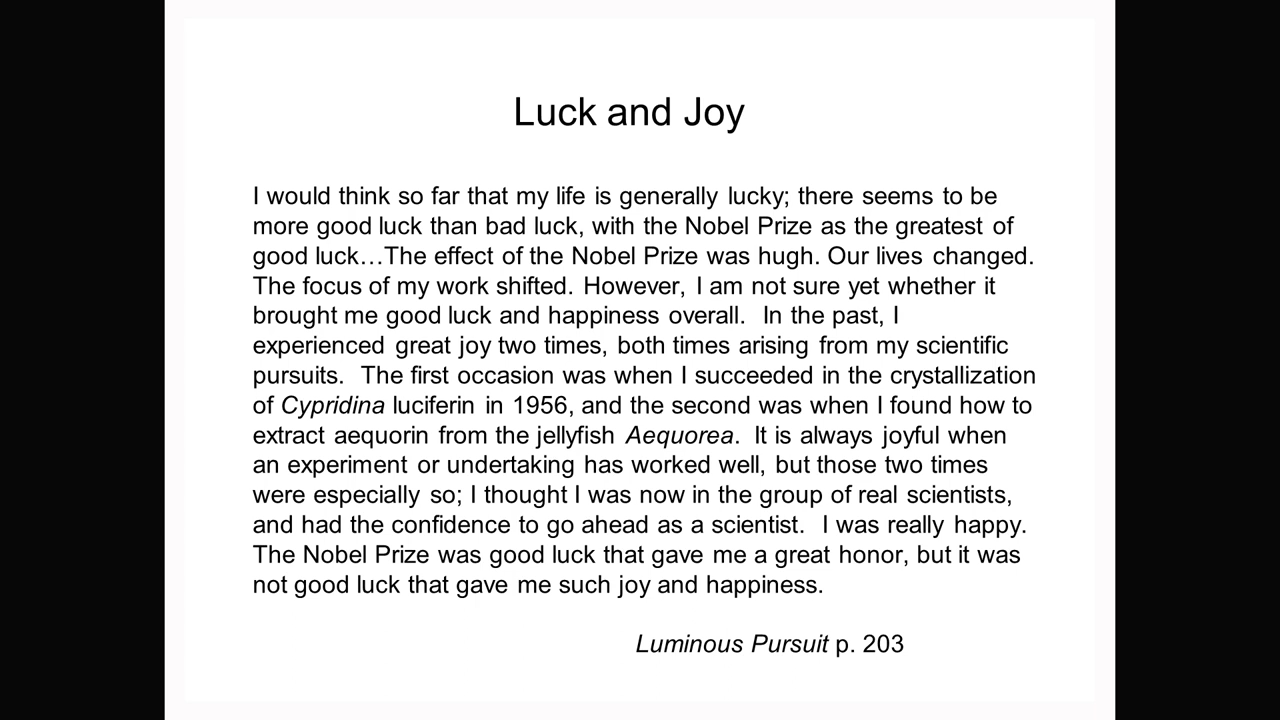 Luck and Joy
I would think so far that my life is generally lucky; there seems to be
more good luck than bad luck, with the Nobel Prize as the greatest of
good luck…The effect of the Nobel Prize was hugh. Our lives changed.
The focus of my work shifted. However, I am not sure yet whether it
brought me good luck and happiness overall.  In the past, I
experienced great joy two times, both times arising from my scientific
pursuits.  The first occasion was when I succeeded in the crystallization
of Cypridina luciferin in 1956, and the second was when I found how to
extract aequorin from the jellyfish Aequorea.  It is always joyful when
an experiment or undertaking has worked well, but those two times
were especially so; I thought I was now in the group of real scientists,
and had the confidence to go ahead as a scientist.  I was really happy.
The Nobel Prize was good luck that gave me a great honor, but it was
not good luck that gave me such joy and happiness.
Luminous Pursuit p. 203